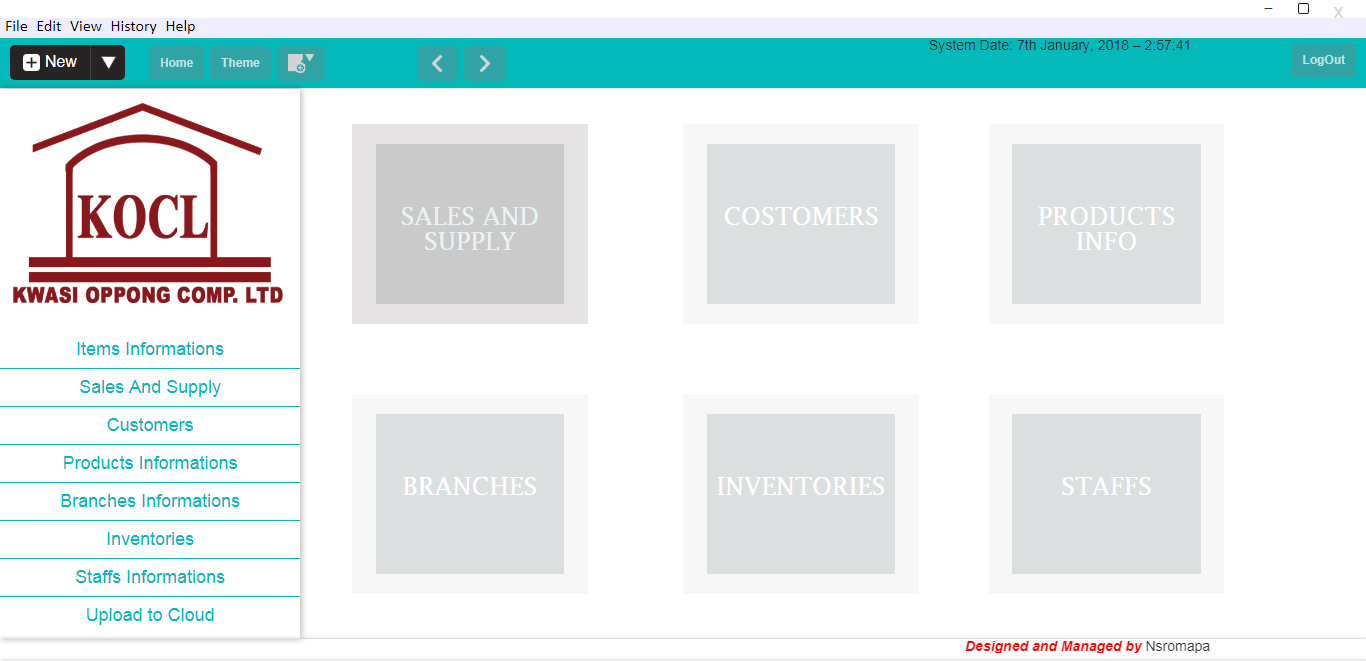 File Edit View History Help
New Home Theme System Date: 7th January, 2018 – 2:57:41 LogOut
KOCL
KWASI OPPONG COMP. LTD
Items Informations
Sales And Supply
Customers
Products Informations
Branches Informations
Inventories
Staffs Informations
Upload to Cloud
SALES AND
SUPPLY
COSTOMERS
PRODUCTS
INFO
BRANCHES
INVENTORIES
STAFFS
Designed and Managed by Nsromapa